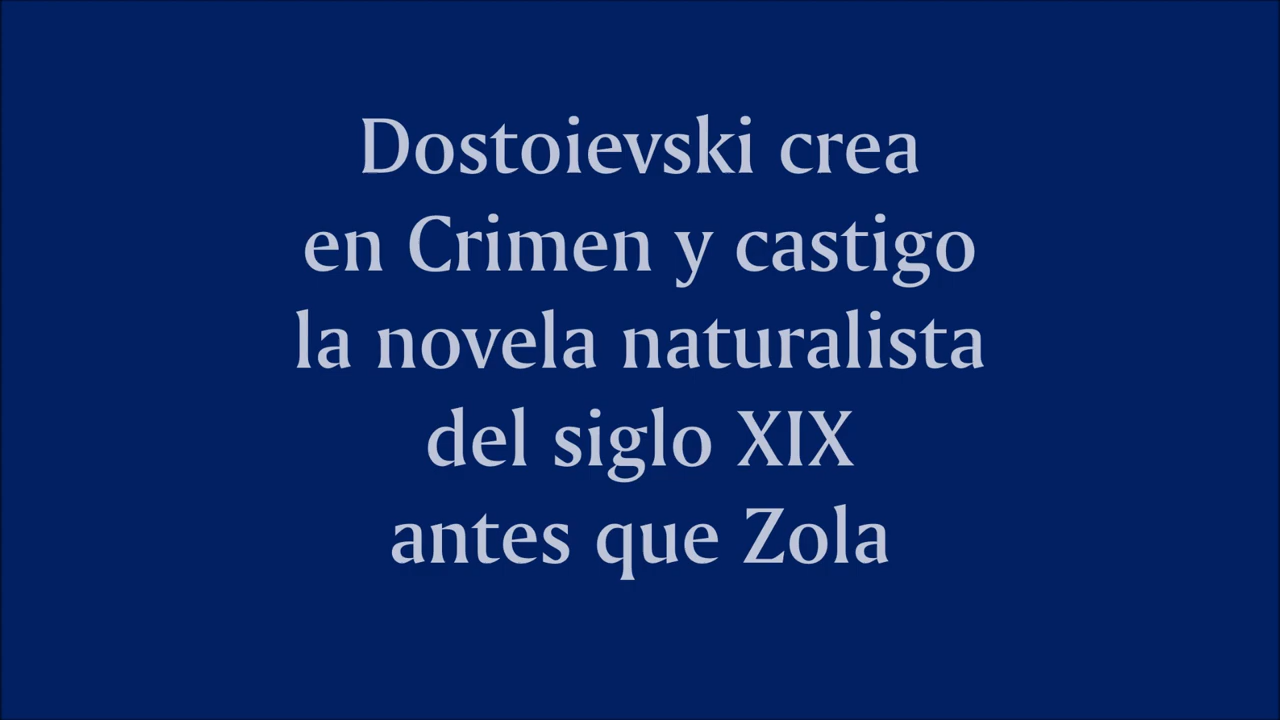 Dostoievski crea
en Crimen y castigo
la novela naturalista
del siglo XIX
antes que Zola